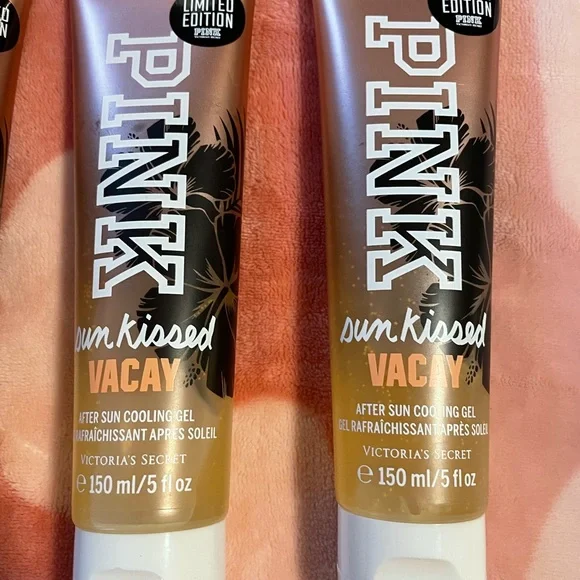 LIMITED
EDITION
PINK
PINK
sun kissed
VACAY
AFTER SUN COOLING GEL
RAFRAÎCHISSANT APRÈS SOLEIL
VICTORIA'S SECRET
e 150 ml/5 fl oz
EDITION
PINK
PINK
sun kissed
VACAY
AFTER SUN COOLING GEL
GEL RAFRAÎCHISSANT APRÈS SOLEIL
VICTORIA'S SECRET
e 150 ml/5 fl oz